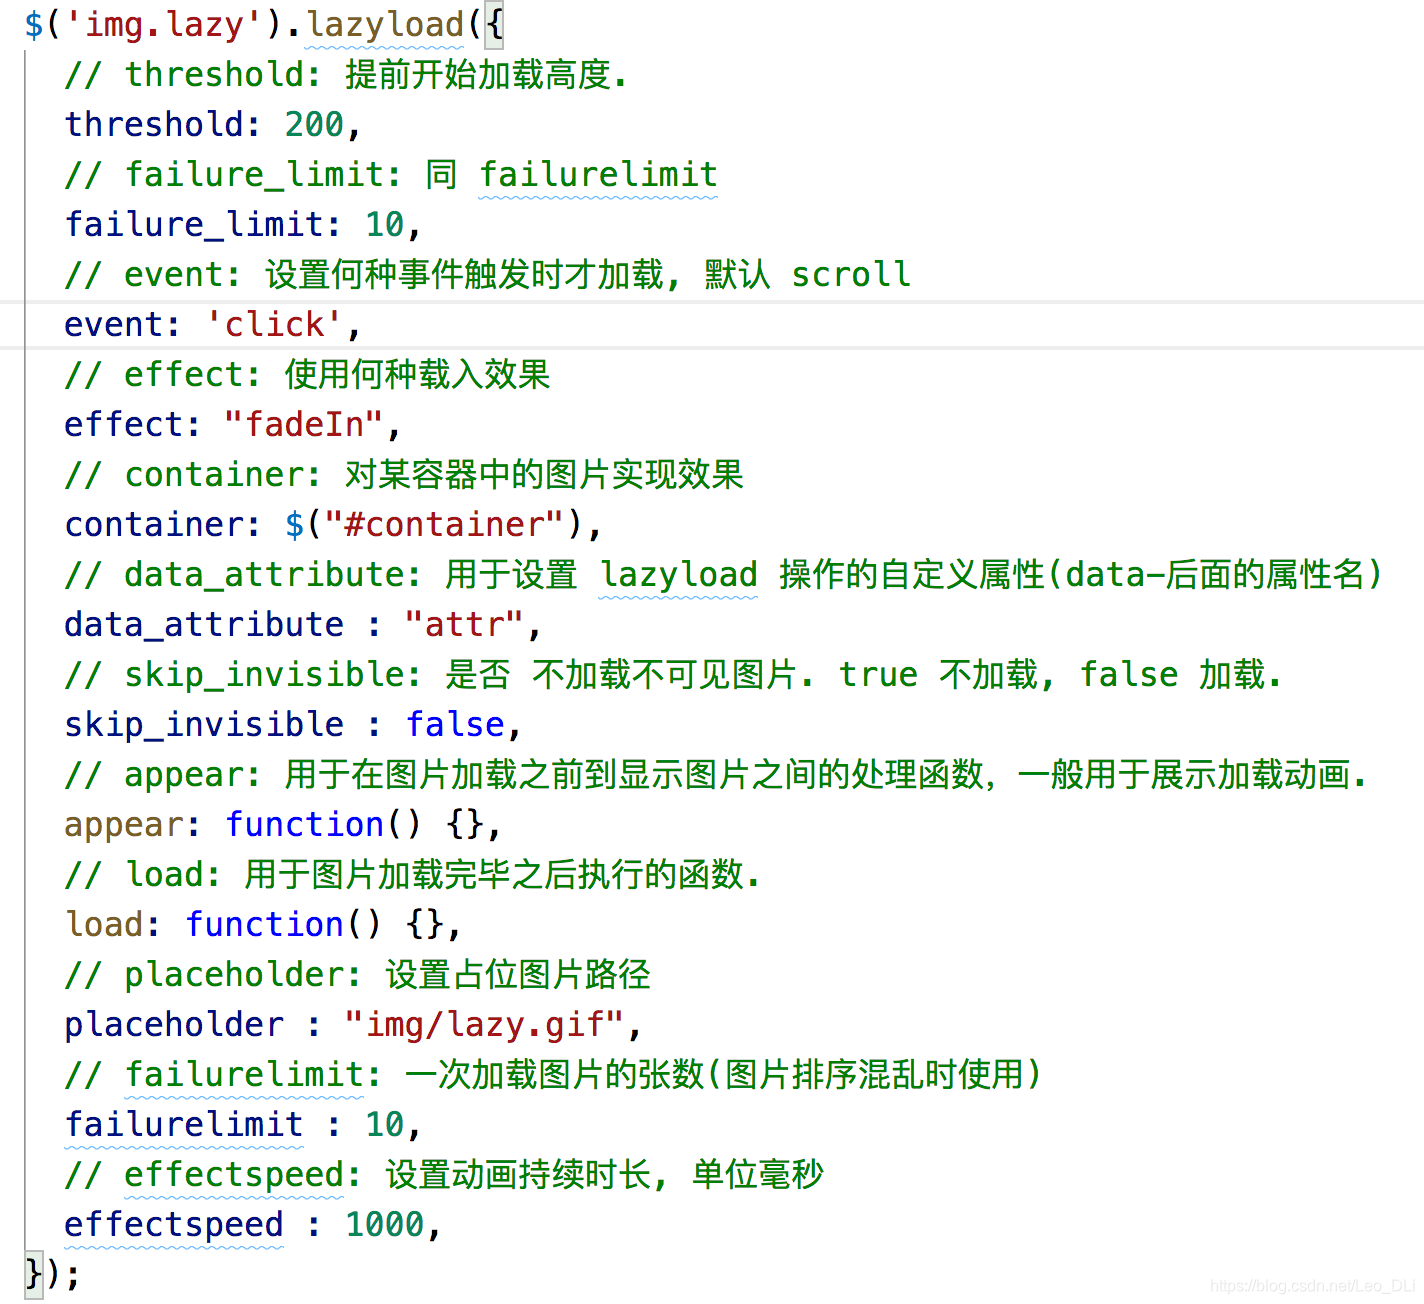 $('img.lazy').lazyload({
// threshold: 提前开始加载高度.
threshold: 200,
// failure_limit: 同 failurelimit
failure_limit: 10,
// event: 设置何种事件触发时才加载, 默认 scroll
event: 'click',
// effect: 使用何种载入效果
effect: "fadeIn",
// container: 对某容器中的图片实现效果
container: $("#container"),
// data_attribute: 用于设置 lazyload 操作的自定义属性(data-后面的属性名)
data_attribute : "attr",
// skip_invisible: 是否 不加载不可见图片. true 不加载, false 加载.
skip_invisible : false,
// appear: 用于在图片加载之前到显示图片之间的处理函数, 一般用于展示加载动画.
appear: function() {},
// load: 用于图片加载完毕之后执行的函数.
load: function() {},
// placeholder: 设置占位图片路径
placeholder : "img/lazy.gif",
// failurelimit: 一次加载图片的张数(图片排序混乱时使用)
failurelimit : 10,
// effectspeed: 设置动画持续时长, 单位毫秒
effectspeed : 1000,
});
https://blog.csdn.net/Leo_DLi